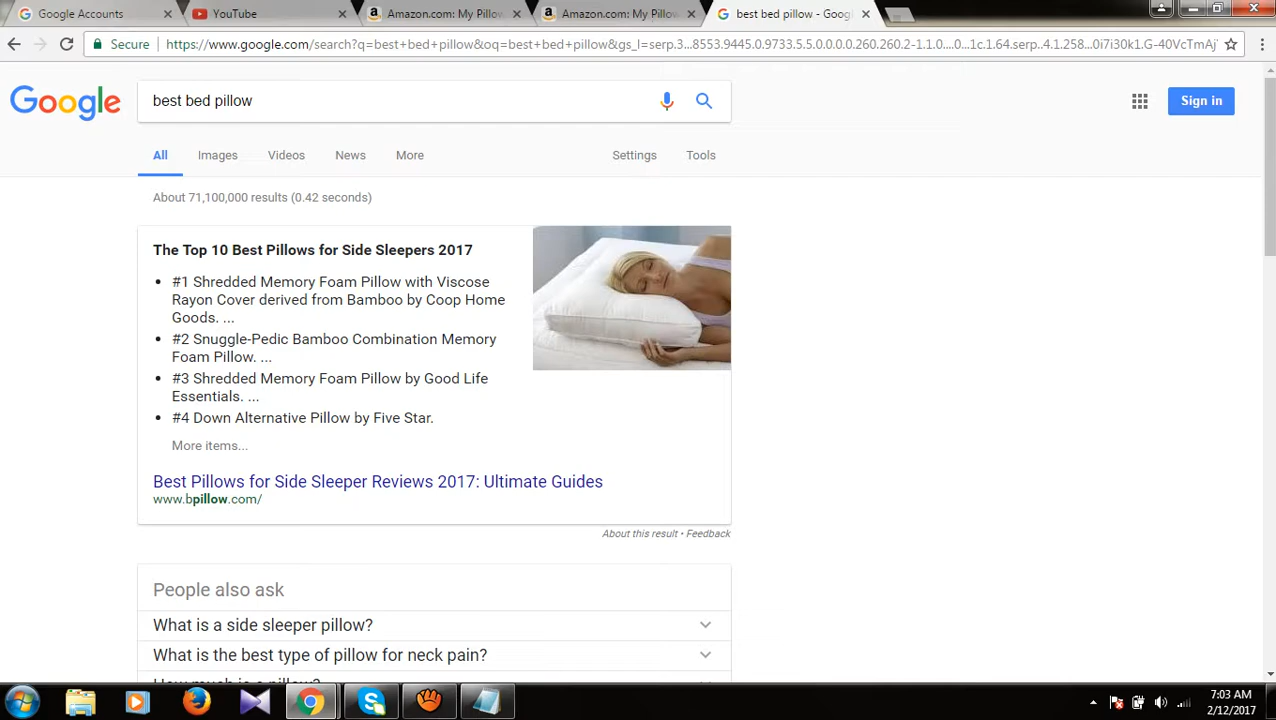 Google Accounts
YouTube
Amazon.com: My Pillow
Amazon.com: My Pillow
best bed pillow - Goog
Secure
https://www.google.com/search?q=best+bed+pillow&oq=best+bed+pillow&gs_l=serp.3...8553.9445.0.9733.5.5.0.0.0.0.260.260.2-1.1.0....0...1c.1.64.serp..4.1.258...0i7i30k1.G-40VcTmAj
Google
best bed pillow
Sign in
All
Images
Videos
News
More
Settings
Tools
About 71,100,000 results (0.42 seconds)
The Top 10 Best Pillows for Side Sleepers 2017
#1 Shredded Memory Foam Pillow with Viscose
Rayon Cover derived from Bamboo by Coop Home
Goods. ...
#2 Snuggle-Pedic Bamboo Combination Memory
Foam Pillow. ...
#3 Shredded Memory Foam Pillow by Good Life
Essentials. ...
#4 Down Alternative Pillow by Five Star.
More items...
Best Pillows for Side Sleeper Reviews 2017: Ultimate Guides
www.bpillow.com/
About this result • Feedback
People also ask
What is a side sleeper pillow?
What is the best type of pillow for neck pain?
How much is a pillow?
7:03 AM
2/12/2017